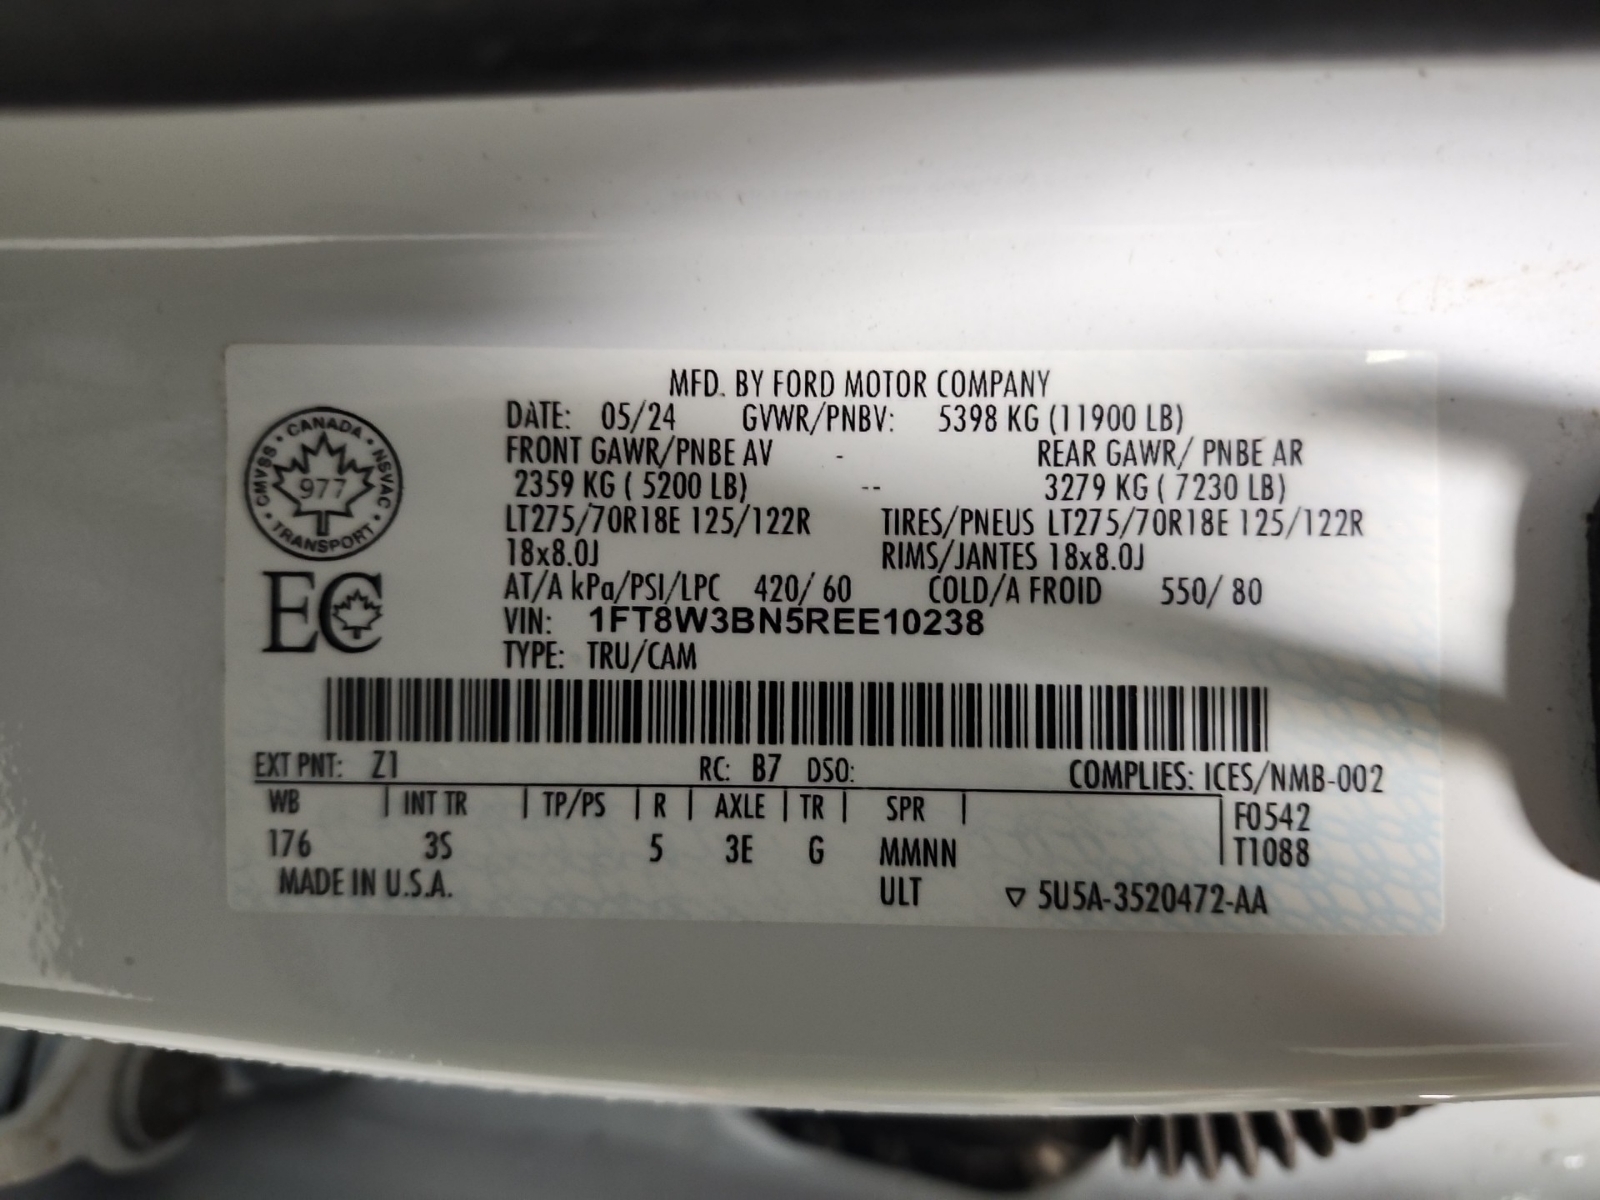 MFD. BY FORD MOTOR COMPANY
DATE: 05/24 GVWR/PNBV: 5398 KG (11900 LB)
FRONT GAWR/PNBE AV - REAR GAWR/ PNBE AR
2359 KG ( 5200 LB) -- 3279 KG ( 7230 LB)
LT275/70R18E 125/122R TIRES/PNEUS LT275/70R18E 125/122R
18x8.0J RIMS/JANTES 18x8.0J
AT/A kPa/PSI/LPC 420/ 60 COLD/A FROID 550/ 80
VIN: 1FT8W3BN5REE10238
TYPE: TRU/CAM
CANADA
CMVSS • NSVAC
977
TRANSPORT
EC
EXT PNT: Z1 RC: B7 DSO: COMPLIES: ICES/NMB-002
WB | INT TR | TP/PS | R | AXLE | TR | SPR | F0542
176 3S 5 3E G MMNN T1088
MADE IN U.S.A. ULT ▽ 5U5A-3520472-AA